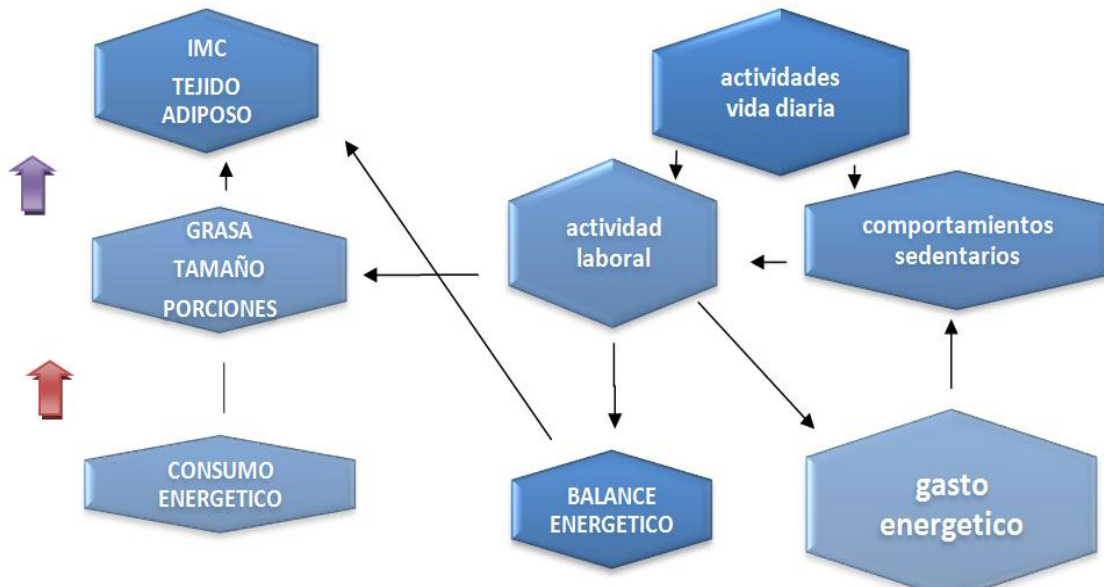 IMC
TEJIDO
ADIPOSO
actividades
vida diaria
GRASA
TAMAÑO
PORCIONES
actividad
laboral
comportamientos
sedentarios
CONSUMO
ENERGETICO
BALANCE
ENERGETICO
gasto
energetico